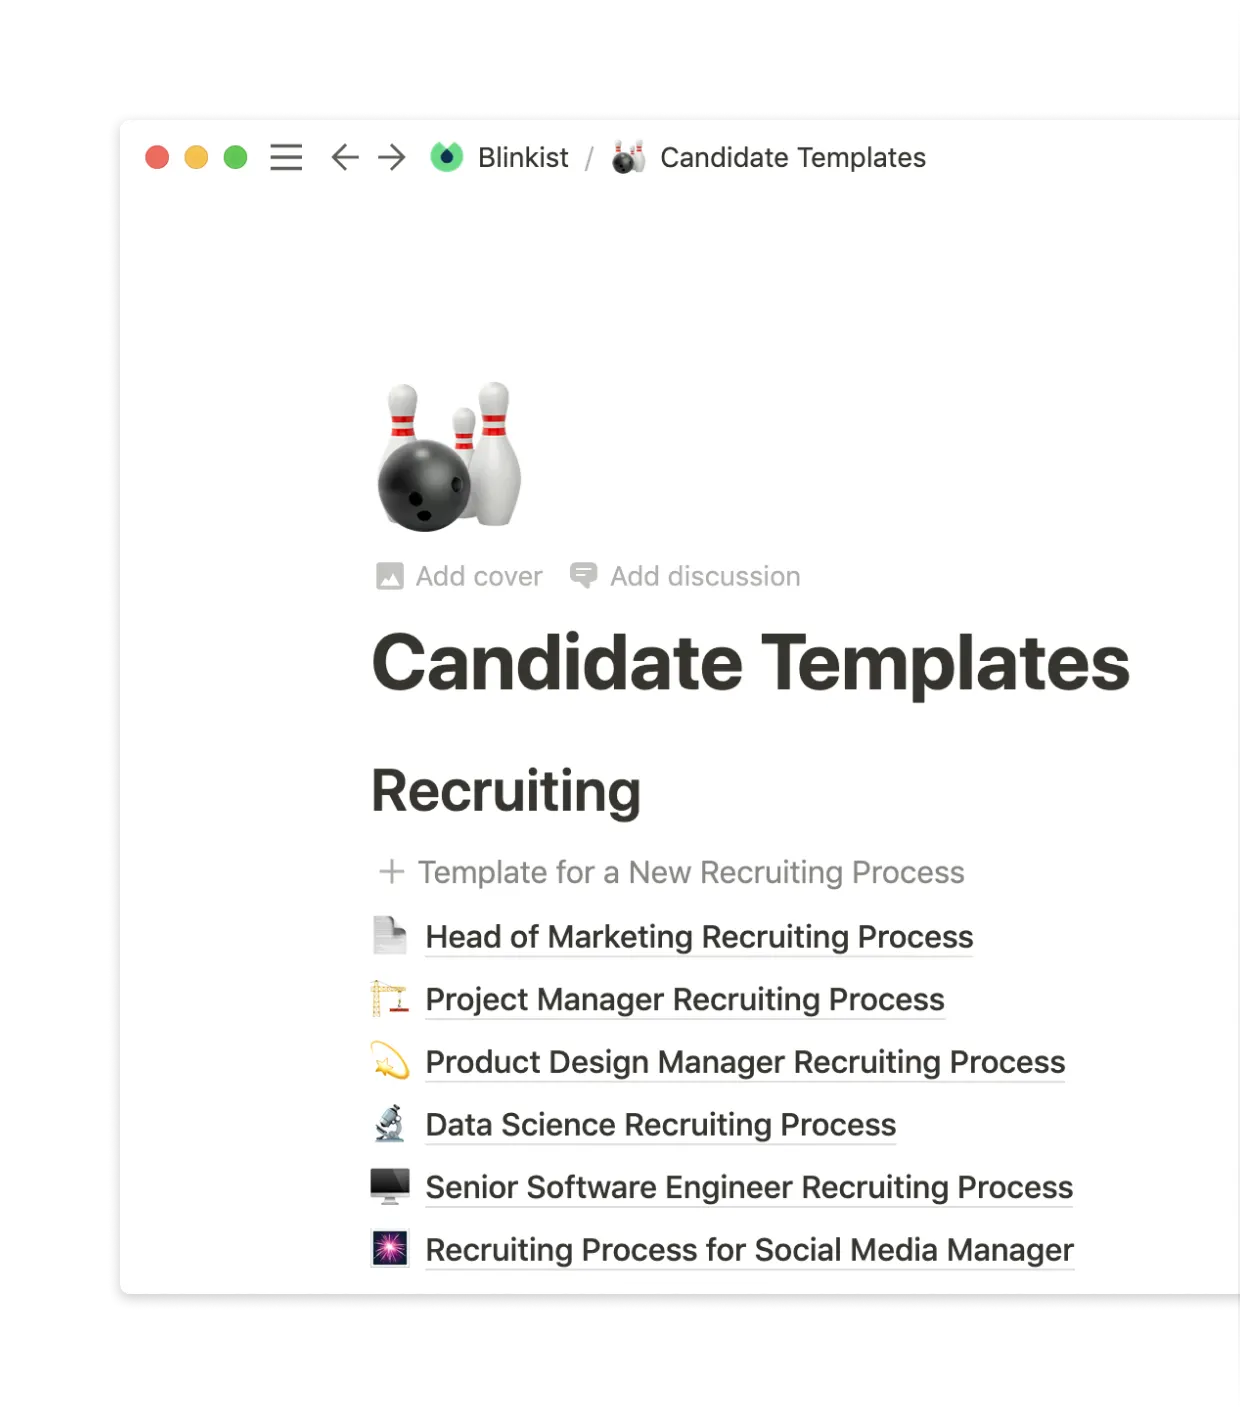 Blinkist / Candidate Templates
Add cover Add discussion
Candidate Templates
Recruiting
+ Template for a New Recruiting Process
Head of Marketing Recruiting Process
Project Manager Recruiting Process
Product Design Manager Recruiting Process
Data Science Recruiting Process
Senior Software Engineer Recruiting Process
Recruiting Process for Social Media Manager